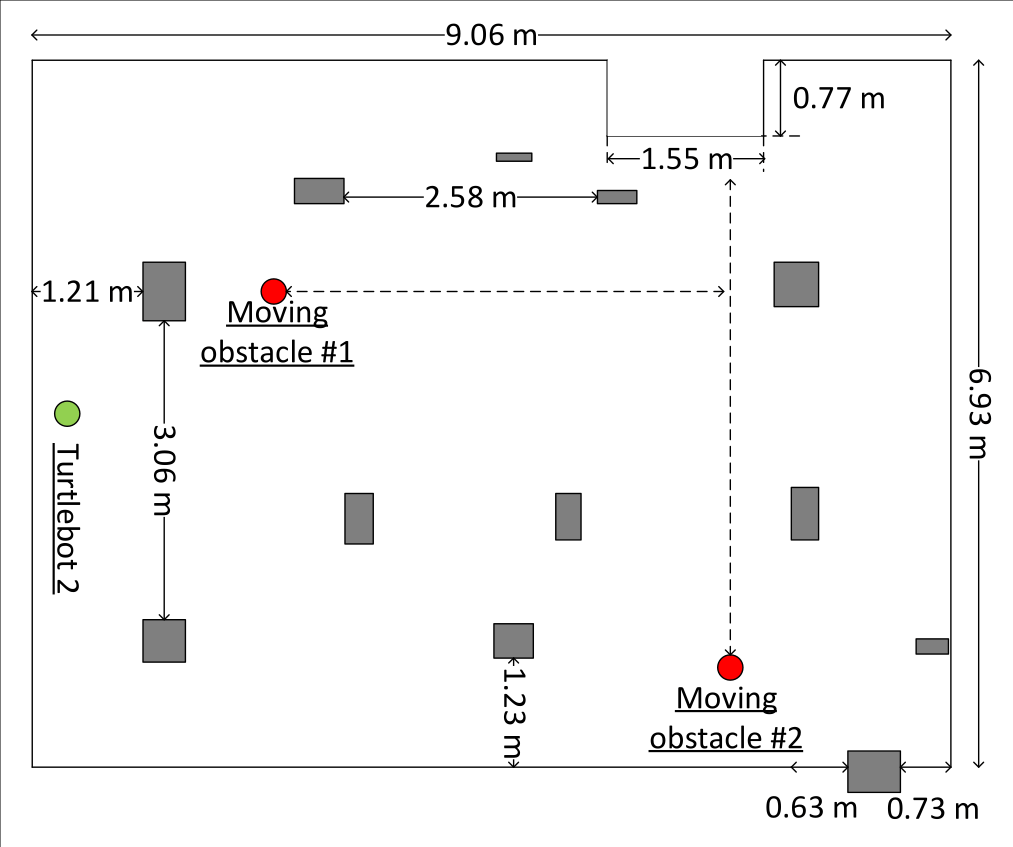 9.06 m
0.77 m
1.55 m
2.58 m
1.21 m
Moving
obstacle #1
6.93 m
3.06 m
Turtlebot 2
1.23 m
Moving
obstacle #2
0.63 m
0.73 m